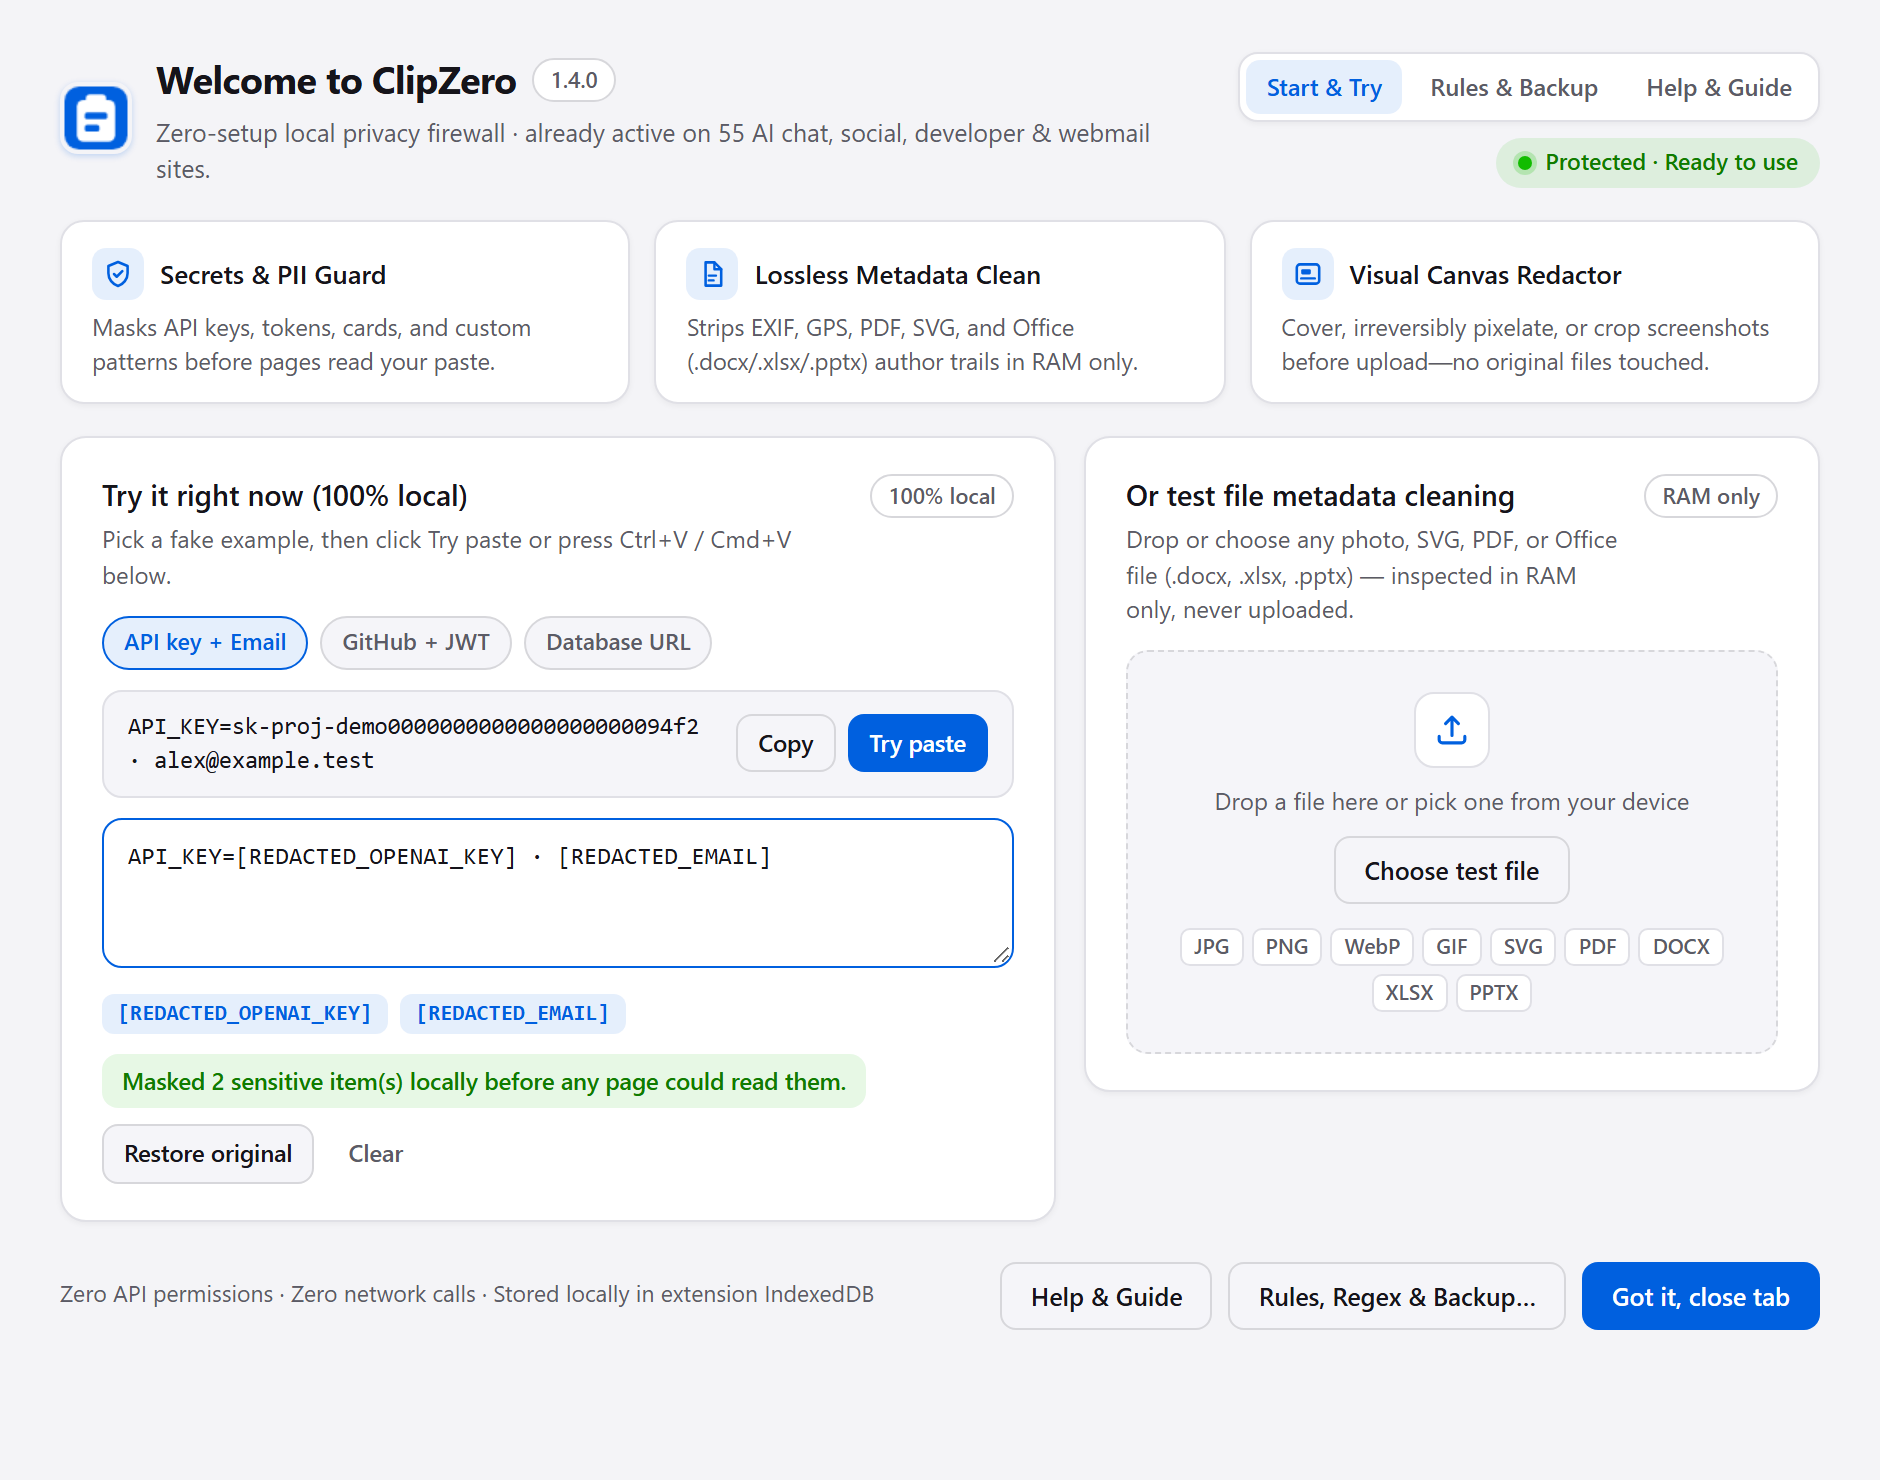 Welcome to ClipZero
1.4.0
Zero-setup local privacy firewall · already active on 55 AI chat, social, developer & webmail
sites.
Start & Try
Rules & Backup
Help & Guide
Protected · Ready to use
Secrets & PII Guard
Masks API keys, tokens, cards, and custom
patterns before pages read your paste.
Lossless Metadata Clean
Strips EXIF, GPS, PDF, SVG, and Office
(.docx/.xlsx/.pptx) author trails in RAM only.
Visual Canvas Redactor
Cover, irreversibly pixelate, or crop screenshots
before upload—no original files touched.
Try it right now (100% local)
100% local
Pick a fake example, then click Try paste or press Ctrl+V / Cmd+V
below.
API key + Email
GitHub + JWT
Database URL
API_KEY=sk-proj-demo0000000000000000000094f2
· alex@example.test
Copy
Try paste
API_KEY=[REDACTED_OPENAI_KEY] · [REDACTED_EMAIL]
[REDACTED_OPENAI_KEY]
[REDACTED_EMAIL]
Masked 2 sensitive item(s) locally before any page could read them.
Restore original
Clear
Or test file metadata cleaning
RAM only
Drop or choose any photo, SVG, PDF, or Office
file (.docx, .xlsx, .pptx) — inspected in RAM
only, never uploaded.
Drop a file here or pick one from your device
Choose test file
JPG
PNG
WebP
GIF
SVG
PDF
DOCX
XLSX
PPTX
Zero API permissions · Zero network calls · Stored locally in extension IndexedDB
Help & Guide
Rules, Regex & Backup...
Got it, close tab